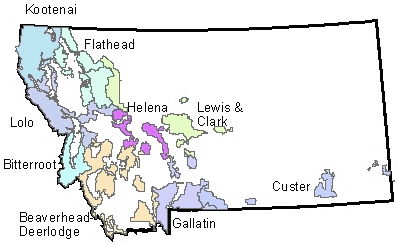 Kootenai
Flathead
Helena
Lewis &
Clark
Lolo
Bitterroot
Custer
Beaverhead-
Deerlodge
Gallatin